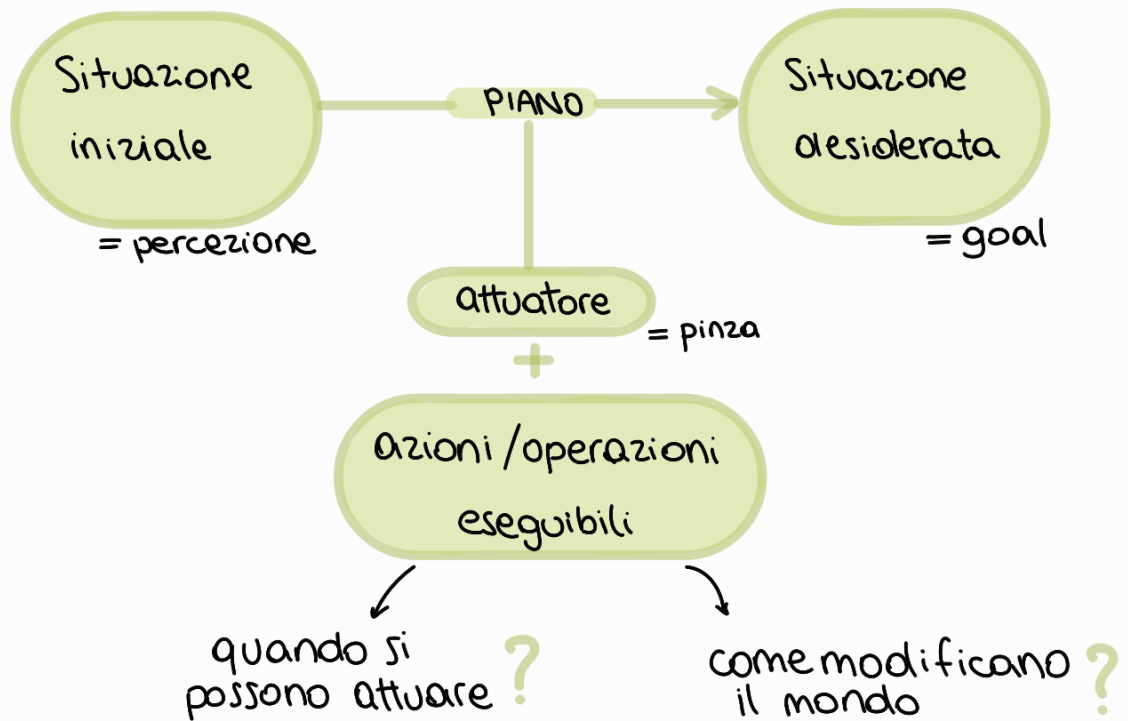 Situazione
iniziale
= percezione
PIANO
Situazione
desiderata
= goal
attuatore
= pinza
+
azioni/operazioni
eseguibili
quando si
possono attuare ?
come modificano ?
il mondo